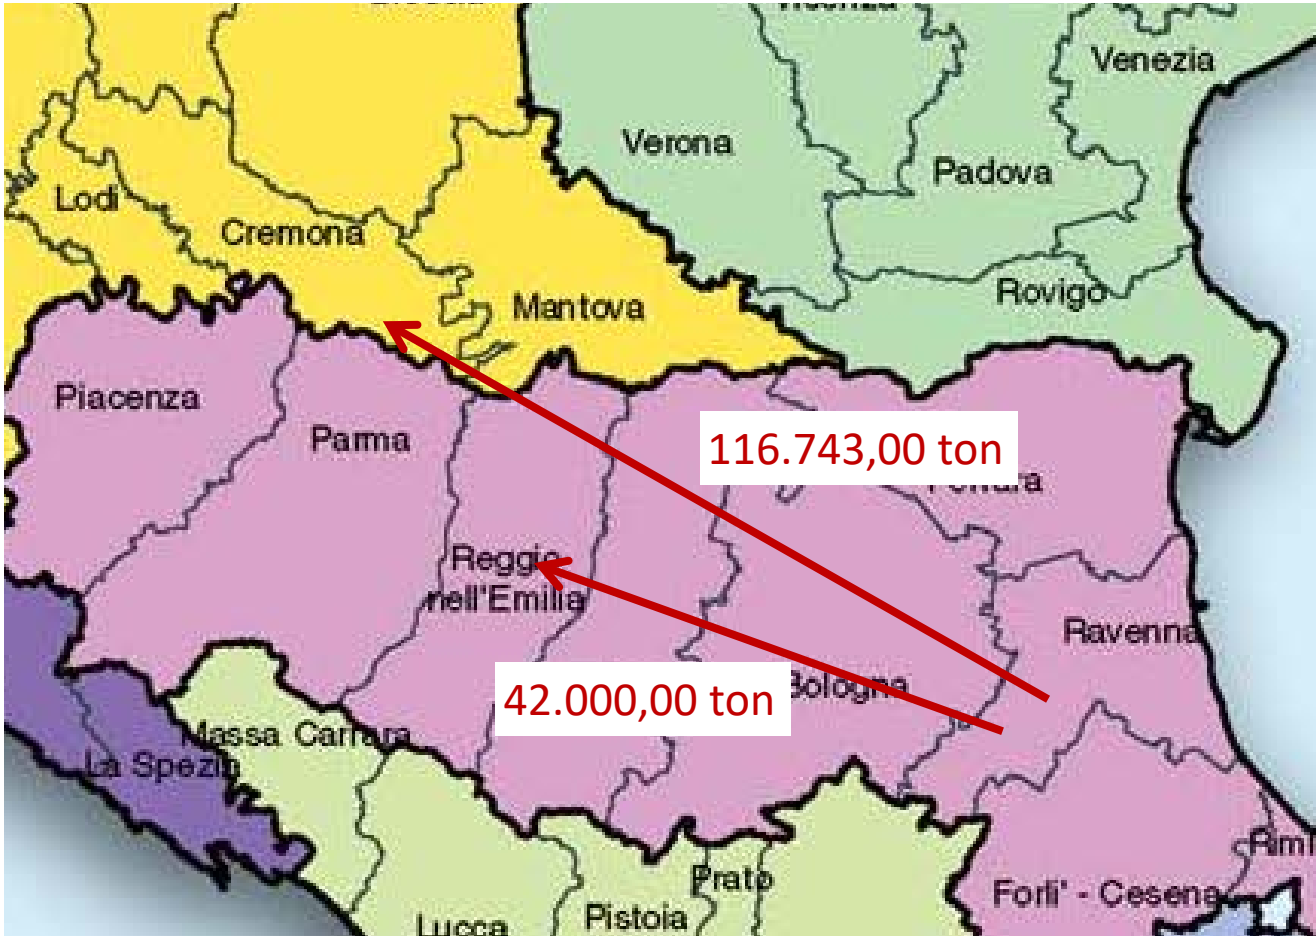 Venezia
Verona
Padova
Lodi
Cremona
Rovigo
Mantova
Piacenza
Parma
116.743,00 ton
Reggio
nell'Emilia
Ravenna
42.000,00 ton
Bologna
Massa Carrara
La Spezia
Forli' - Cesena
Prato
Pistoia
Lucca